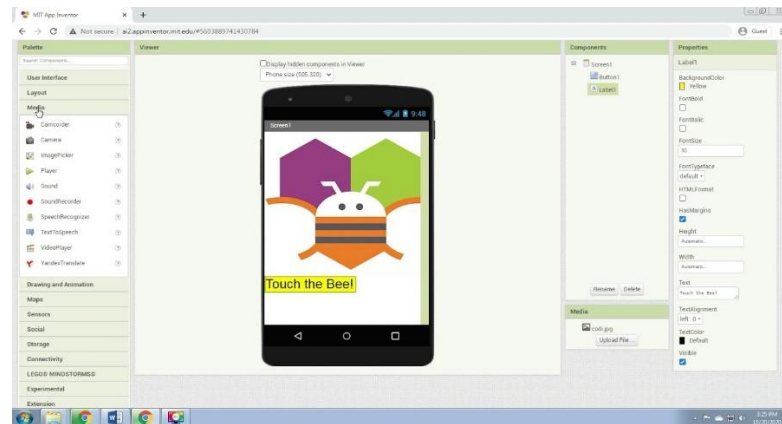 MIT App Inventor
Not secure | ai2.appinventor.mit.edu/#5603889741430784
Guest
Palette
Search Components...
User Interface
Layout
Media
Camcorder
Camera
ImagePicker
Player
Sound
SoundRecorder
SpeechRecognizer
TextToSpeech
VideoPlayer
YandexTranslate
Drawing and Animation
Maps
Sensors
Social
Storage
Connectivity
LEGO® MINDSTORMS®
Experimental
Extension
Viewer
Display hidden components in Viewer
Phone size (505,320)
9:48
Screen1
Touch the Bee!
Components
Screen1
Button1
Label1
Rename Delete
Media
Upload File ...
Properties
Label1
BackgroundColor
Yellow
FontBold
FontItalic
FontSize
FontTypeface
default
HTMLFormat
HasMargins
Height
Automatic...
Width
Automatic...
Text
Touch the Bee!
TextAlignment
left : 0
TextColor
Default
Visible
3:25 PM